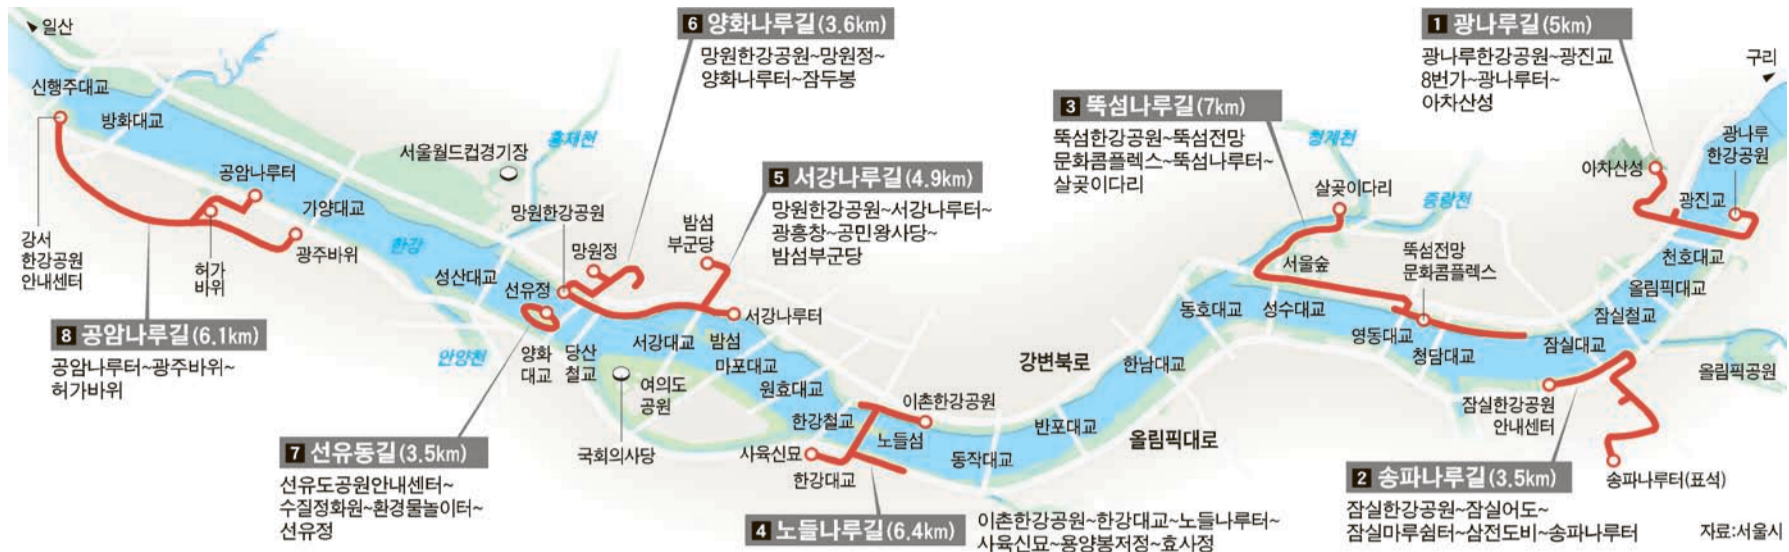 일산
신행주대교
방화대교
강서
한강공원
안내센터
공암나루터
허가
바위
광주바위
가양대교
8 공암나루길(6.1km)
공암나루터~광주바위~
허가바위
서울월드컵경기장
홍제천
한강
안양천
성산대교
선유정
망원한강공원
망원정
6 양화나루길(3.6km)
망원한강공원~망원정~
양화나루터~잠두봉
밤섬
부군당
5 서강나루길(4.9km)
망원한강공원~서강나루터~
광흥창~공민왕사당~
밤섬부군당
서강나루터
양화
대교
당산
철교
서강대교
밤섬
마포대교
여의도
공원
원호대교
국회의사당
7 선유동길(3.5km)
선유도공원안내센터~
수질정화원~환경물놀이터~
선유정
한강철교
이촌한강공원
노들섬
사육신묘
한강대교
동작대교
4 노들나루길(6.4km)
이촌한강공원~한강대교~노들나루터~
사육신묘~용양봉저정~효사정
강변북로
올림픽대로
반포대교
한남대교
동호대교
3 뚝섬나루길(7km)
뚝섬한강공원~뚝섬전망
문화콤플렉스~뚝섬나루터~
살곶이다리
청계천
살곶이다리
중랑천
서울숲
성수대교
뚝섬전망
문화콤플렉스
영동대교
청담대교
1 광나루길(5km)
광나루한강공원~광진교
8번가~광나루터~
아차산성
구리
광나루
한강공원
아차산성
광진교
천호대교
올림픽대교
잠실철교
잠실대교
올림픽공원
잠실한강공원
안내센터
2 송파나루길(3.5km)
잠실한강공원~잠실어도~
잠실마루쉼터~삼전도비~송파나루터
송파나루터(표석)
자료:서울시